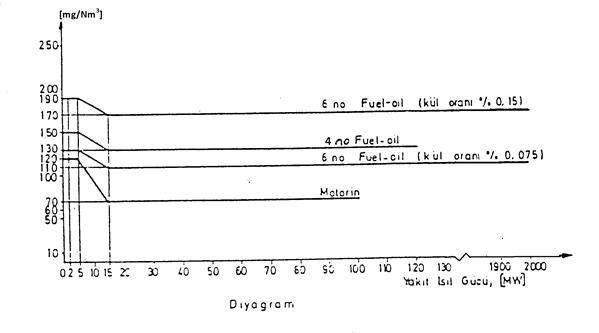 [mg/Nm³]
250
200
190
6 no Fuel-oil (kül oranı % 0.15)
170
150
4 no Fuel-oil
130
120
6 no Fuel-oil (kül oranı % 0.075)
110
100
Motorin
70
60
50
10
0.2 5 10 15 20 30 40 50 60 70 80 90 100 110 120 130 1900 2000
Yakıt Isıl Gücü, [MW]
Diyagram